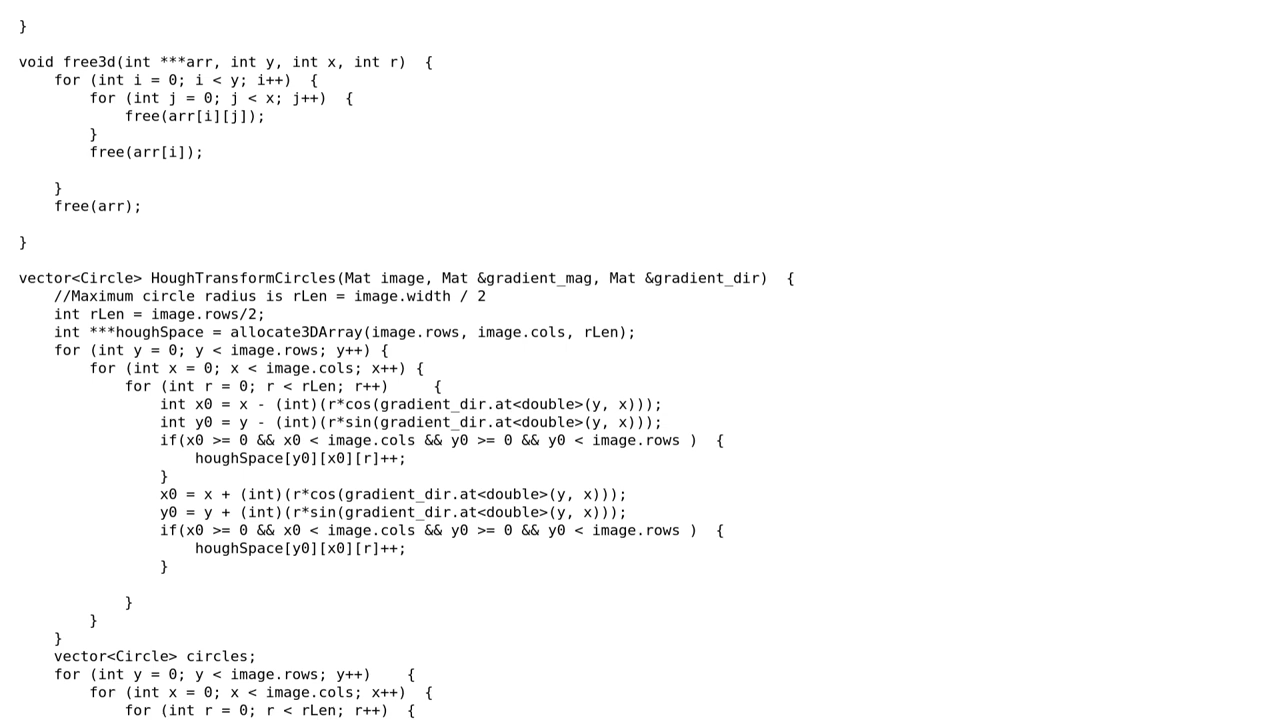 }

void free3d(int ***arr, int y, int x, int r)  {
    for (int i = 0; i < y; i++)  {
        for (int j = 0; j < x; j++)  {
            free(arr[i][j]);
        }
        free(arr[i]);

    }
    free(arr);

}

vector<Circle> HoughTransformCircles(Mat image, Mat &gradient_mag, Mat &gradient_dir)  {
    //Maximum circle radius is rLen = image.width / 2
    int rLen = image.rows/2;
    int ***houghSpace = allocate3DArray(image.rows, image.cols, rLen);
    for (int y = 0; y < image.rows; y++) {
        for (int x = 0; x < image.cols; x++) {
            for (int r = 0; r < rLen; r++)     {
                int x0 = x - (int)(r*cos(gradient_dir.at<double>(y, x)));
                int y0 = y - (int)(r*sin(gradient_dir.at<double>(y, x)));
                if(x0 >= 0 && x0 < image.cols && y0 >= 0 && y0 < image.rows )  {
                    houghSpace[y0][x0][r]++;
                }
                x0 = x + (int)(r*cos(gradient_dir.at<double>(y, x)));
                y0 = y + (int)(r*sin(gradient_dir.at<double>(y, x)));
                if(x0 >= 0 && x0 < image.cols && y0 >= 0 && y0 < image.rows )  {
                    houghSpace[y0][x0][r]++;
                }

            }
        }
    }
    vector<Circle> circles;
    for (int y = 0; y < image.rows; y++)    {
        for (int x = 0; x < image.cols; x++)  {
            for (int r = 0; r < rLen; r++)  {